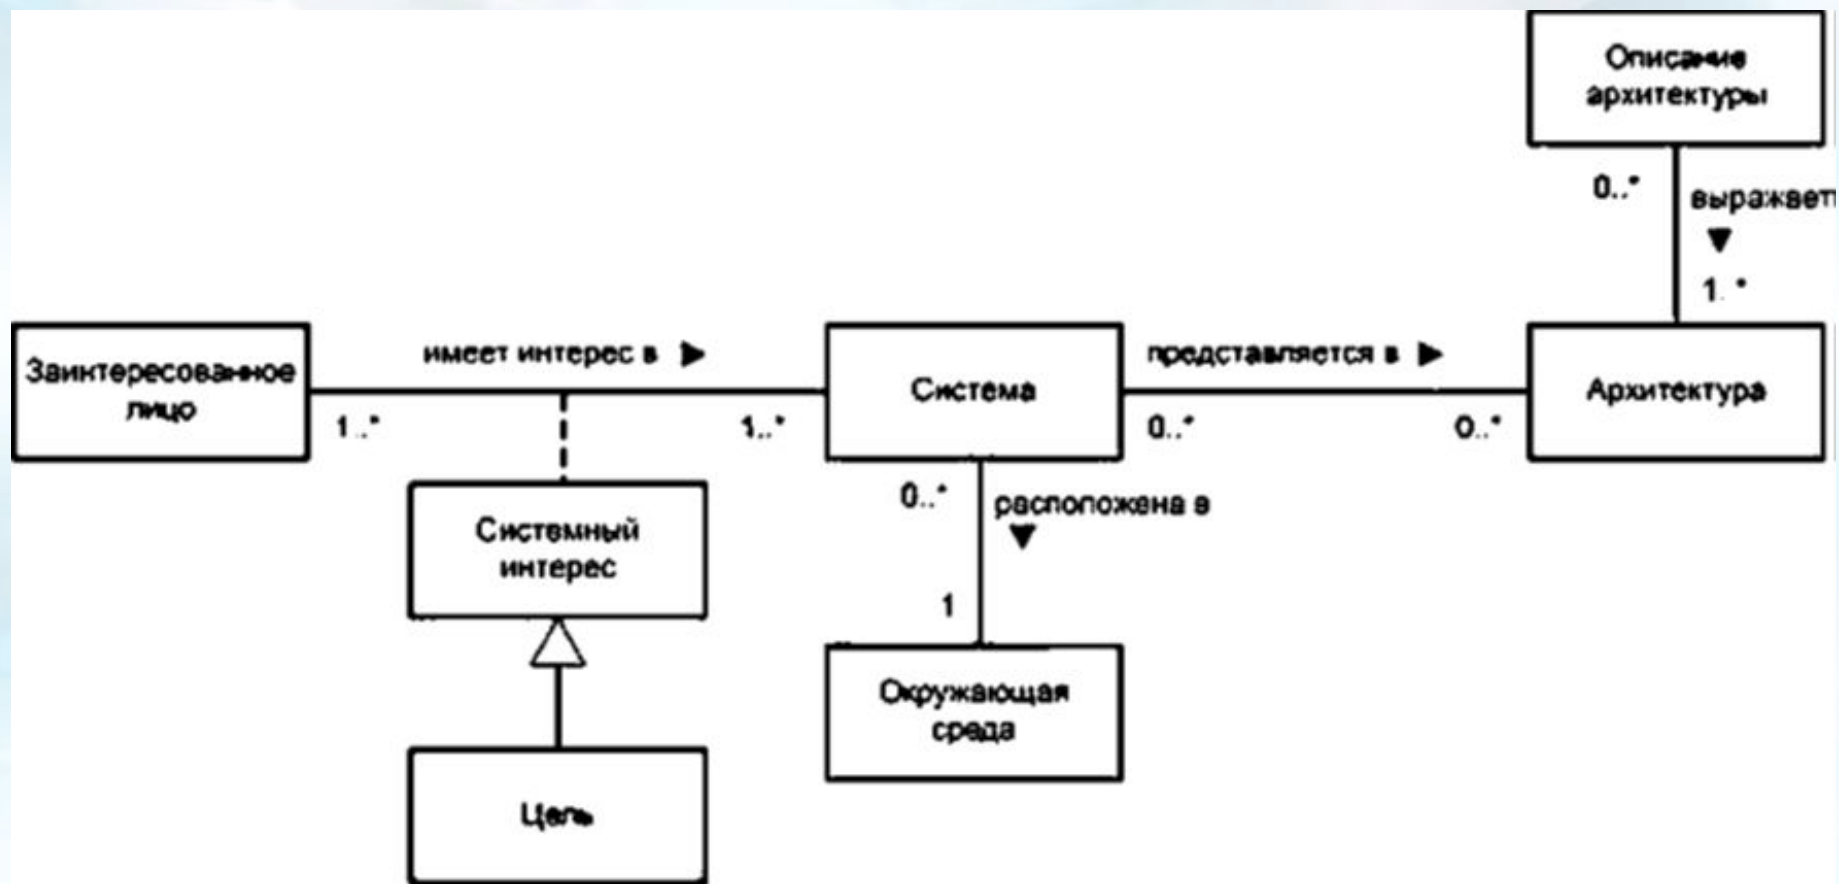 Описание
архитектуры
0..*
выражает
1..*
Заинтересованное
лицо
имеет интерес в ►
1..*
1..*
Система
представляется в ►
0..*
0..*
Архитектура
Системный
интерес
0..*
расположена в
▼
1
Окружающая
среда
Цель